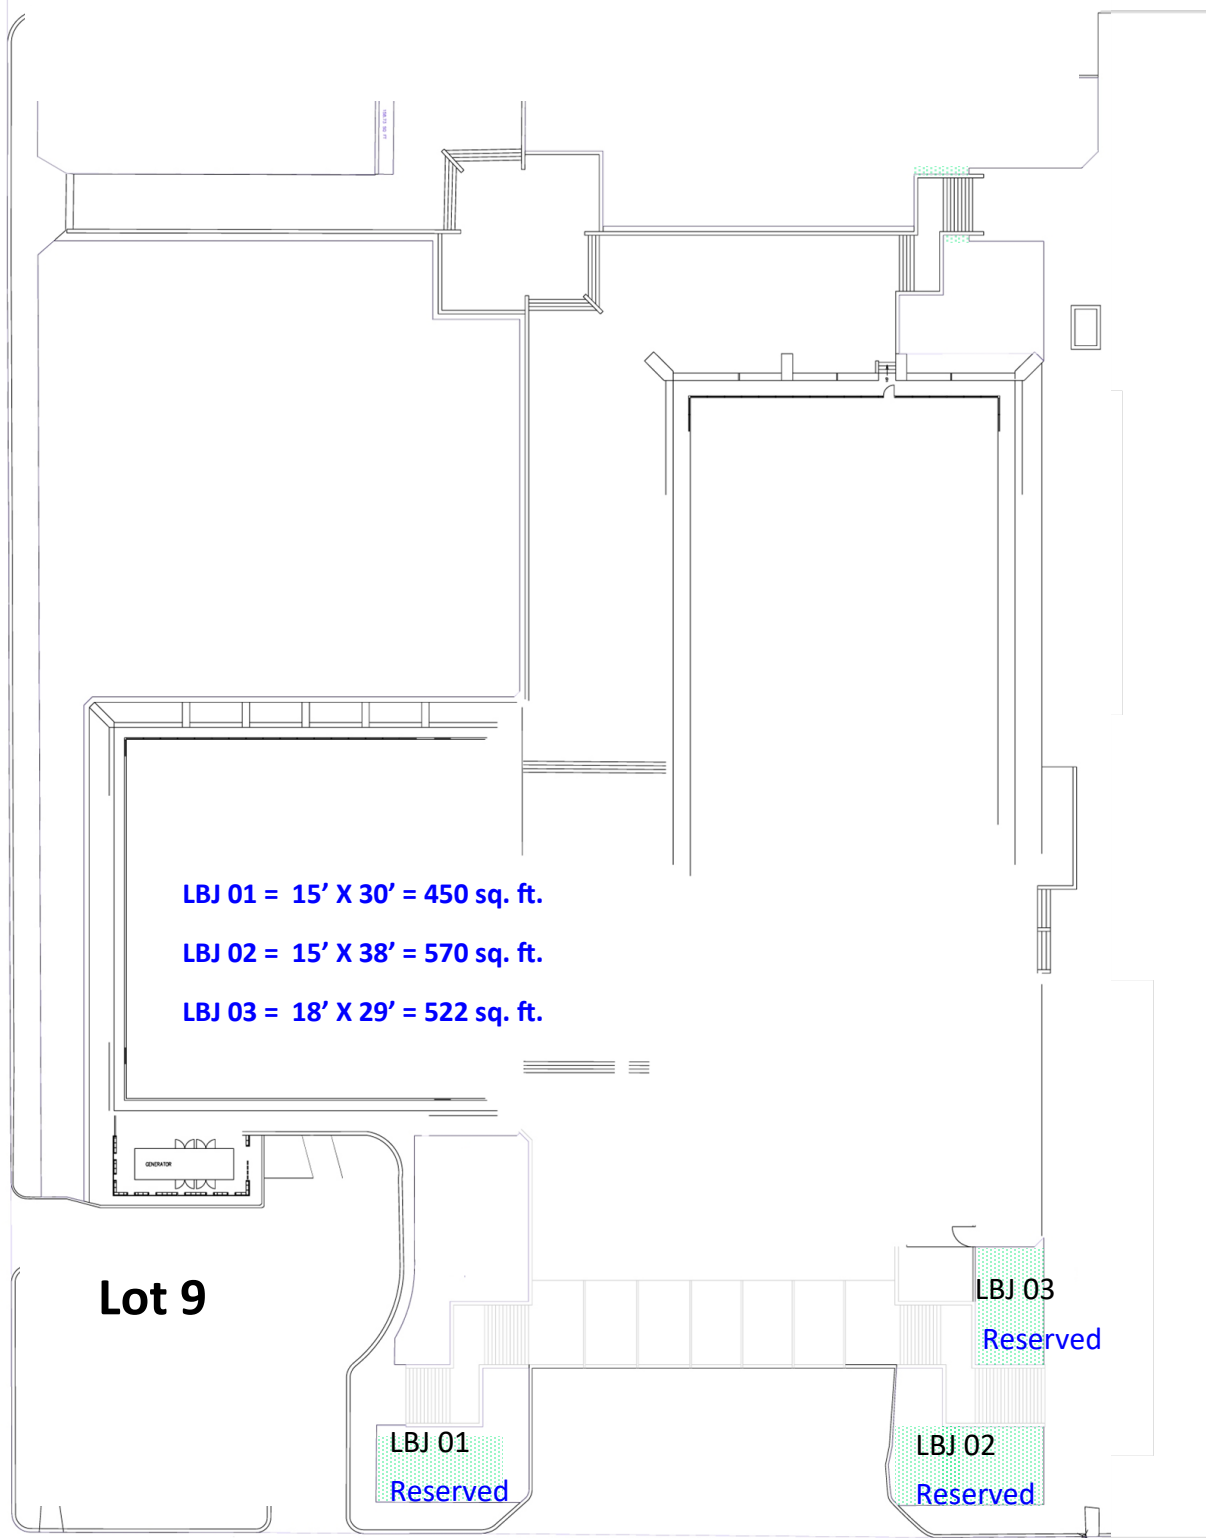 LBJ 01 = 15’ X 30’ = 450 sq. ft.
LBJ 02 = 15’ X 38’ = 570 sq. ft.
LBJ 03 = 18’ X 29’ = 522 sq. ft.
GENERATOR
Lot 9
LBJ 03
Reserved
LBJ 01
Reserved
LBJ 02
Reserved